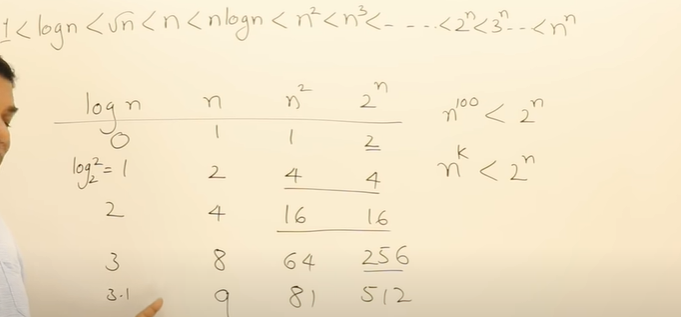 1 < log n < √n < n < n log n < n² < n³ < - - - - - < 2ⁿ < 3ⁿ - - - < nⁿ
log n n n² 2ⁿ n¹⁰⁰ < 2ⁿ
0 1 1 2
log₂² = 1 2 4 4 nᵏ < 2ⁿ
2 4 16 16
3 8 64 256
3.1 9 81 512